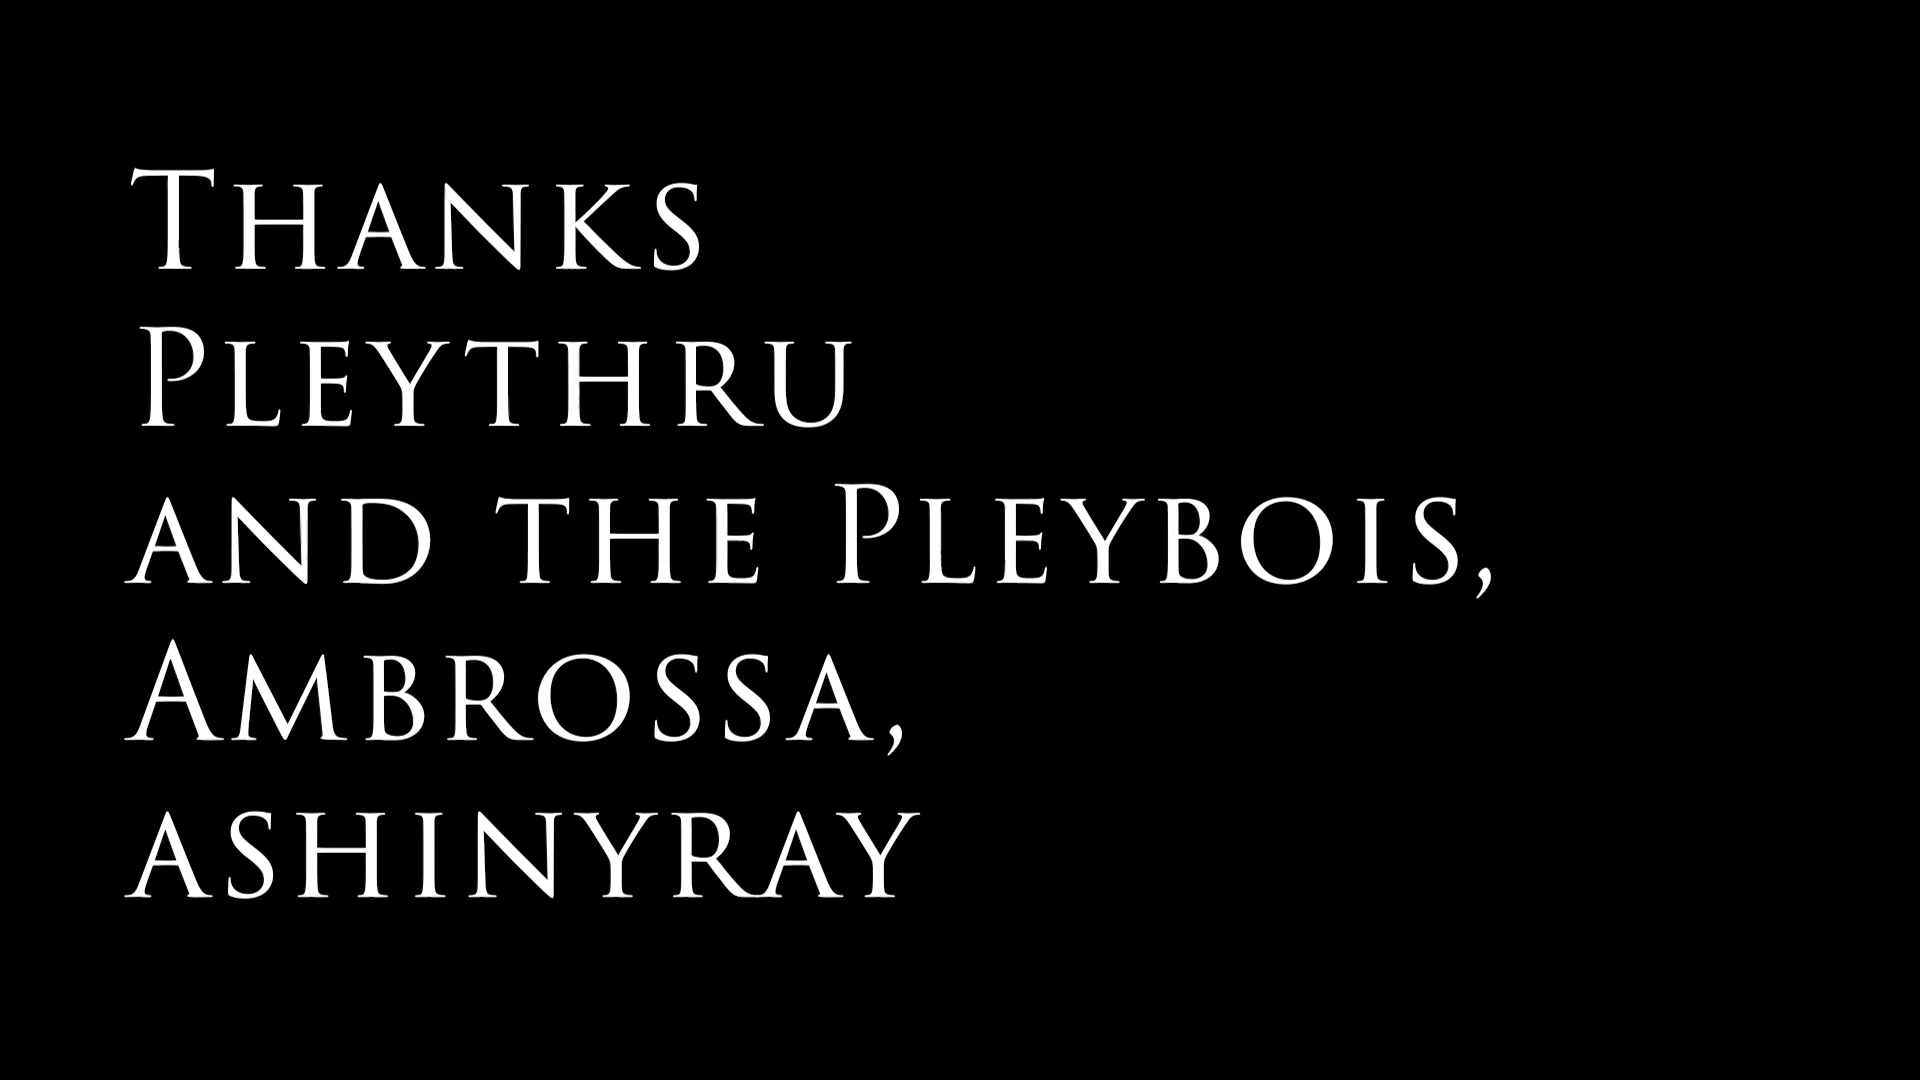 Thanks
Pleythru
and the Pleybois,
Ambrossa,
ashinyray